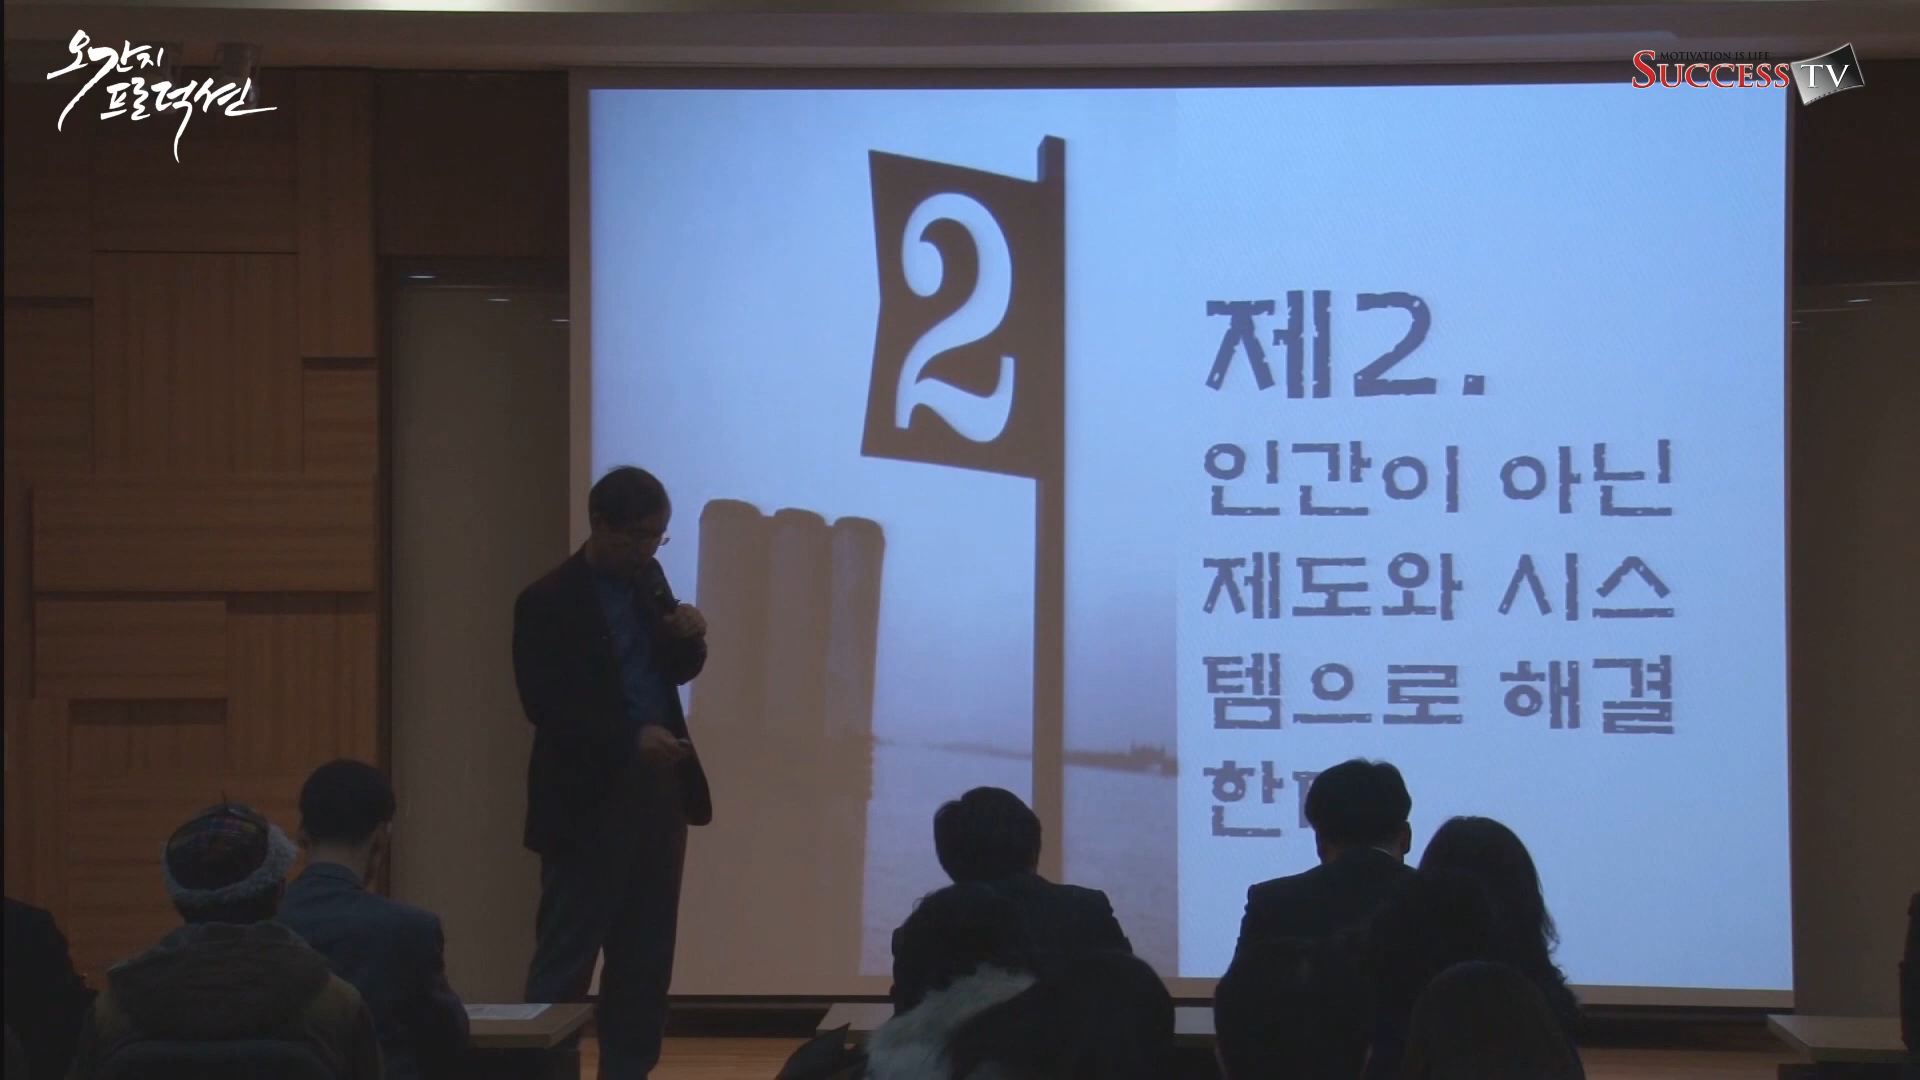 오간지
프로덕션
MOTIVATION IS LIFE
SUCCESS TV
2
제2.
인간이 아닌
제도와 시스
템으로 해결